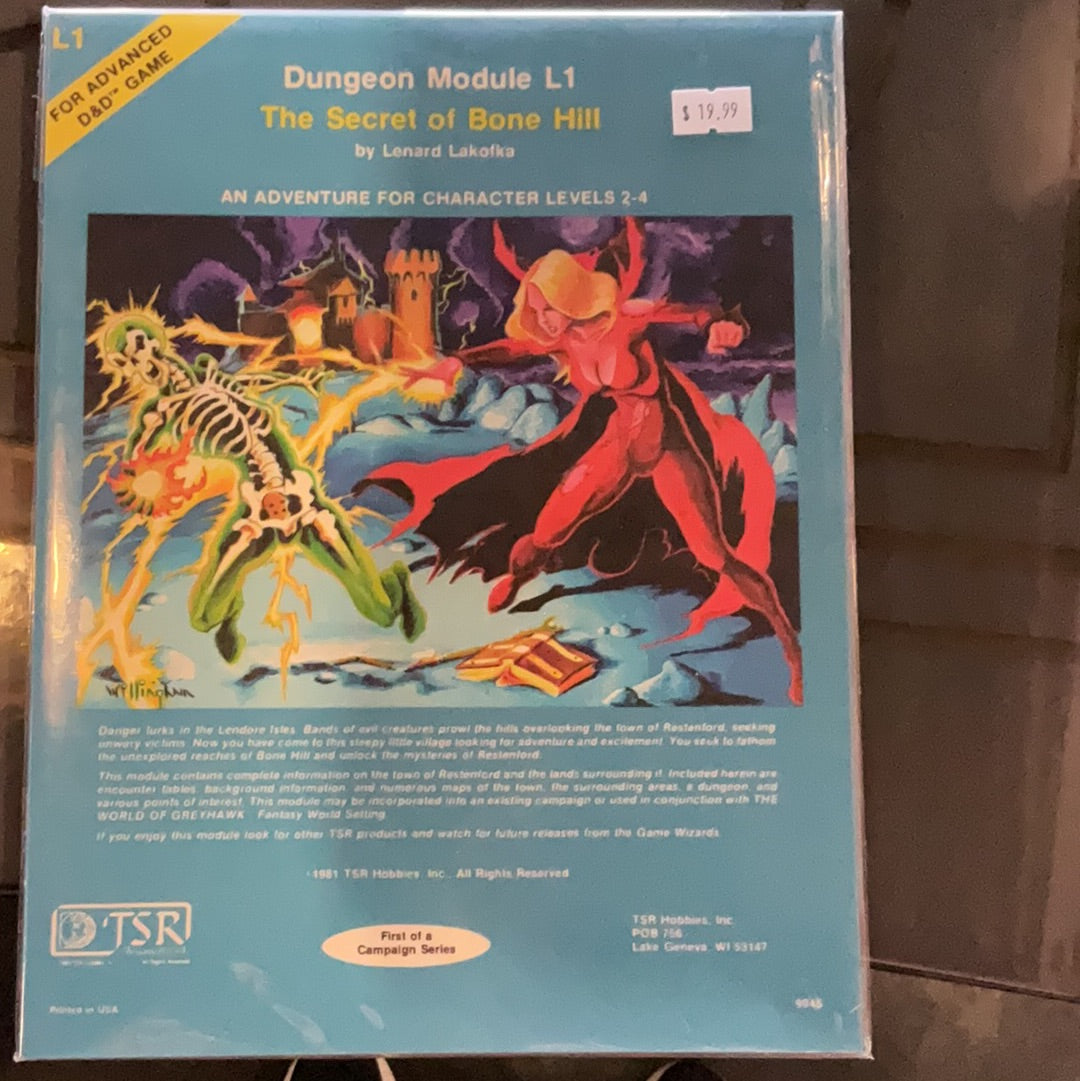 L1
FOR ADVANCED
D&D™ GAME
Dungeon Module L1
The Secret of Bone Hill
by Lenard Lakofka
$ 19.99
AN ADVENTURE FOR CHARACTER LEVELS 2-4
Willingham
Danger lurks in the Lendore Isles. Bands of evil creatures prowl the hills overlooking the town of Restenford, seeking
unwary victims. Now you have come to this sleepy little village looking for adventure and excitement. You seek to fathom
the unexplored reaches of Bone Hill and unlock the mysteries of Restenford.
This module contains complete information on the town of Restenford and the lands surrounding it. Included herein are
encounter tables, background information, and numerous maps of the town, the surrounding areas, a dungeon, and
various points of interest. This module may be incorporated into an existing campaign or used in conjunction with THE
WORLD OF GREYHAWK Fantasy World Setting.
If you enjoy this module look for other TSR products and watch for future releases from the Game Wizards.
1981 TSR Hobbies, Inc., All Rights Reserved
TSR
First of a
Campaign Series
TSR Hobbies, Inc.
POB 756
Lake Geneva, WI 53147
Printed in USA
9045